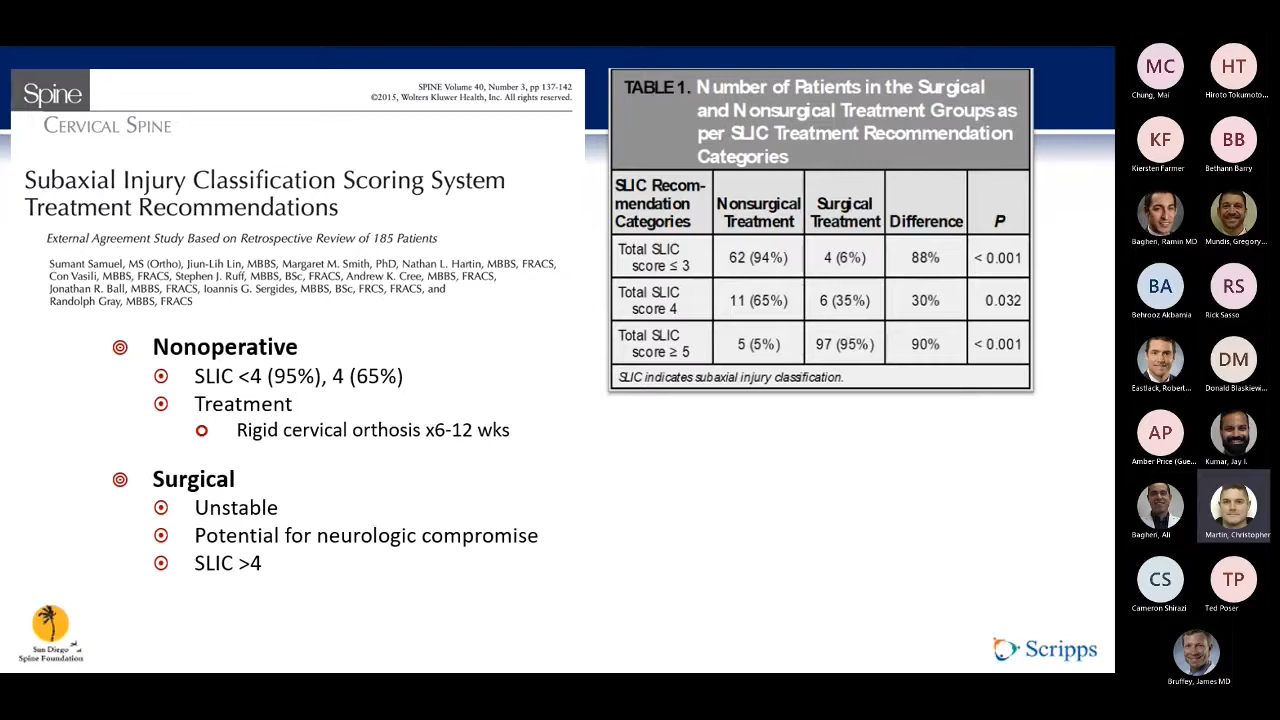 Spine
SPINE Volume 40, Number 3, pp 137-142
©2015, Wolters Kluwer Health, Inc. All rights reserved.
CERVICAL SPINE
Subaxial Injury Classification Scoring System
Treatment Recommendations
External Agreement Study Based on Retrospective Review of 185 Patients
Sumant Samuel, MS (Ortho), Jiun-Lih Lin, MBBS, Margaret M. Smith, PhD, Nathan L. Hartin, MBBS, FRACS,
Con Vasili, MBBS, FRACS, Stephen J. Ruff, MBBS, BSc, FRACS, Andrew K. Cree, MBBS, FRACS,
Jonathan R. Ball, MBBS, FRACS, Ioannis G. Sergides, MBBS, BSc, FRCS, FRACS, and
Randolph Gray, MBBS, FRACS
Nonoperative
SLIC <4 (95%), 4 (65%)
Treatment
Rigid cervical orthosis x6-12 wks
Surgical
Unstable
Potential for neurologic compromise
SLIC >4
San Diego
Spine Foundation
TABLE 1. Number of Patients in the Surgical
and Nonsurgical Treatment Groups as
per SLIC Treatment Recommendation
Categories
SLIC Recom-
mendation
Categories
Nonsurgical
Treatment
Surgical
Treatment
Difference
P
Total SLIC
score ≤ 3
62 (94%)
4 (6%)
88%
< 0.001
Total SLIC
score 4
11 (65%)
6 (35%)
30%
0.032
Total SLIC
score ≥ 5
5 (5%)
97 (95%)
90%
< 0.001
SLIC indicates subaxial injury classification.
Scripps
MC
Chung, Mai
HT
Hiroto Tokumoto...
KF
Kiersten Farmer
BB
Bethann Barry
Bagheri, Ramin MD
Mundis, Gregory...
BA
Behrooz Akbarnia
RS
Rick Sasso
Eastlack, Robert...
DM
Donald Blaskiewi...
AP
Amber Price (Gue...
Kumar, Jay I.
Bagheri, Ali
Martin, Christopher
CS
Cameron Shirazi
TP
Ted Poser
Bruffey, James MD